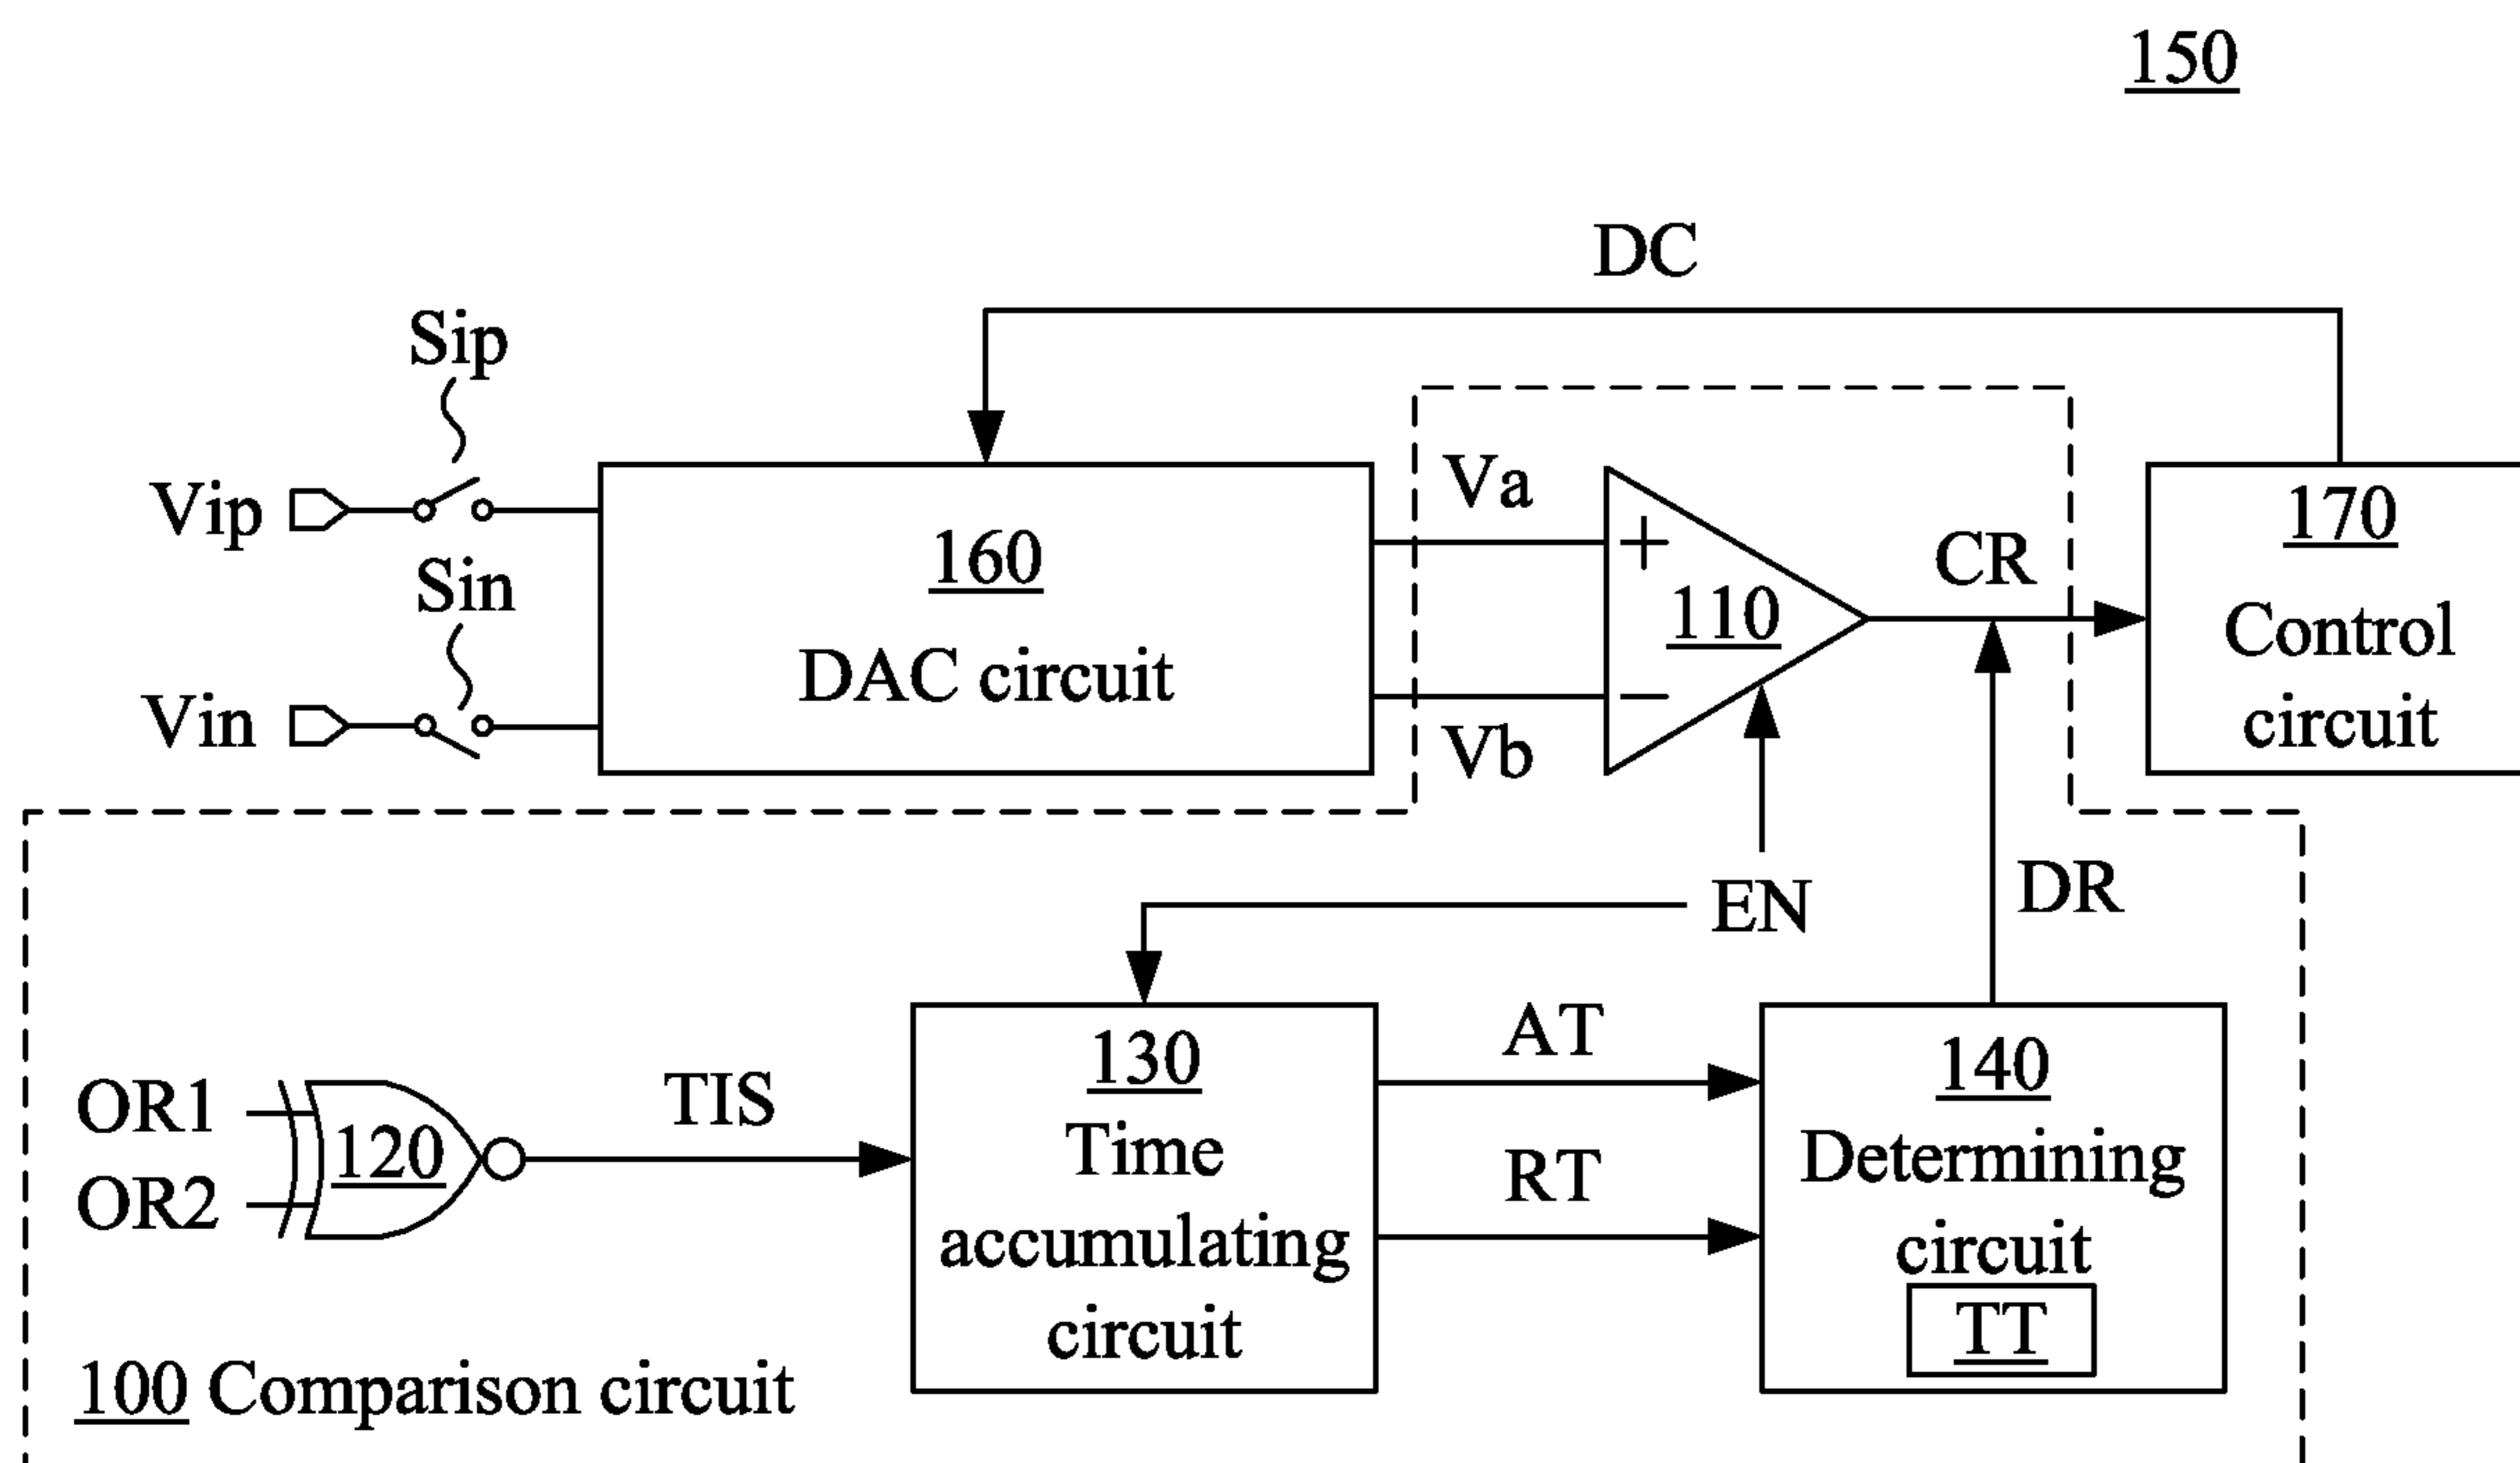 150
DC
Sip
Vip
Sin
Vin
160
DAC circuit
Va
Vb
+
−
110
CR
170
Control
circuit
EN
DR
OR1
OR2
120
TIS
130
Time
accumulating
circuit
AT
RT
140
Determining
circuit
TT
100 Comparison circuit